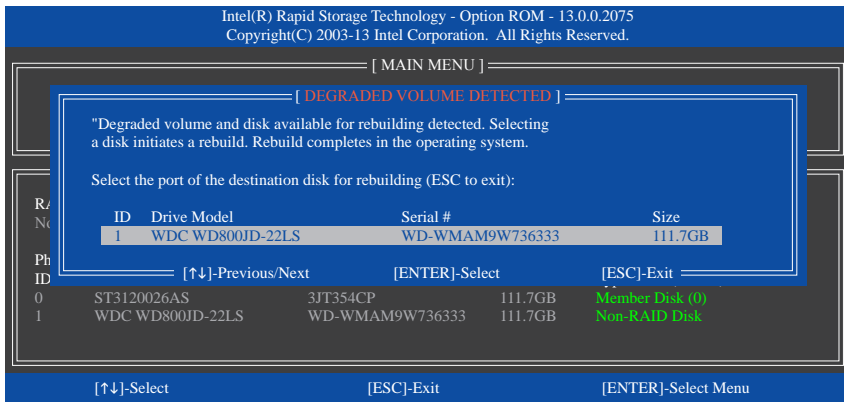 Intel(R) Rapid Storage Technology - Option ROM - 13.0.0.2075
Copyright(C) 2003-13 Intel Corporation. All Rights Reserved.
[ MAIN MENU ]
[ DEGRADED VOLUME DETECTED ]
"Degraded volume and disk available for rebuilding detected. Selecting
a disk initiates a rebuild. Rebuild completes in the operating system.
Select the port of the destination disk for rebuilding (ESC to exit):
ID Drive Model Serial # Size
1 WDC WD800JD-22LS WD-WMAM9W736333 111.7GB
[↑↓]-Previous/Next [ENTER]-Select [ESC]-Exit
ID
0 ST3120026AS 3JT354CP 111.7GB Member Disk (0)
1 WDC WD800JD-22LS WD-WMAM9W736333 111.7GB Non-RAID Disk
[↑↓]-Select [ESC]-Exit [ENTER]-Select Menu